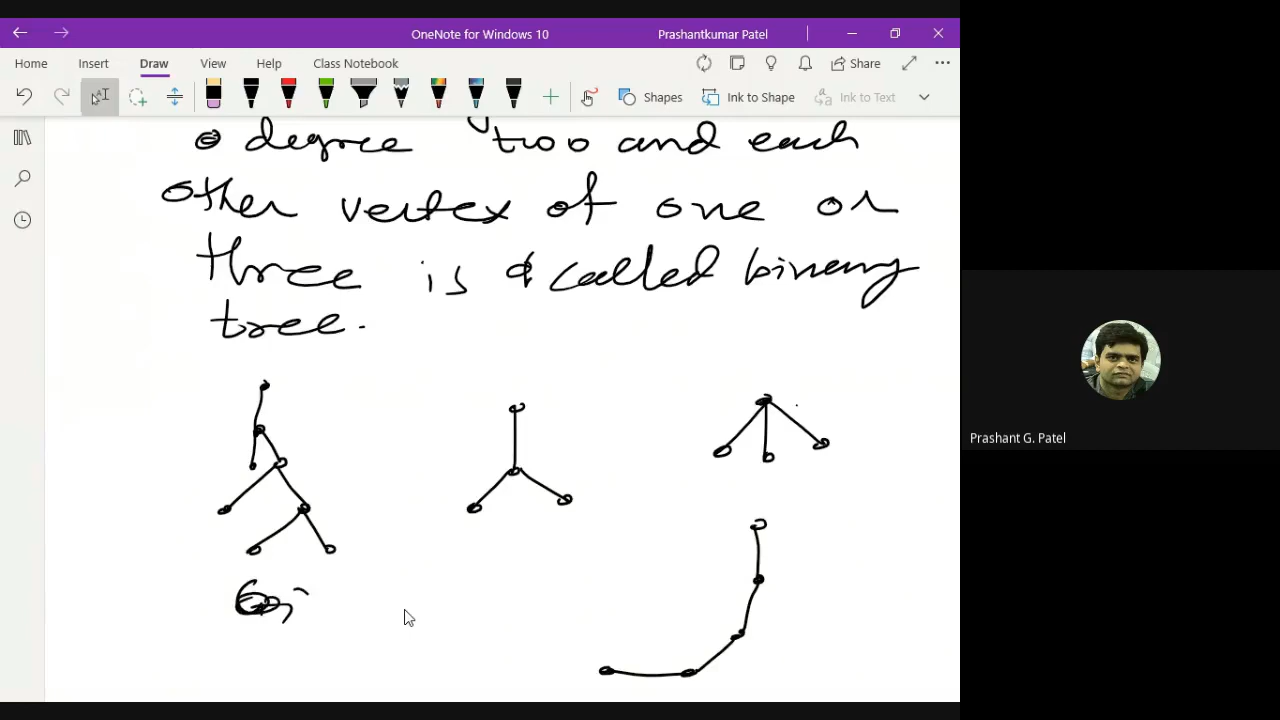 OneNote for Windows 10
Prashantkumar Patel
Home Insert Draw View Help Class Notebook
Share
Shapes Ink to Shape Ink to Text
degree two and each
other vertex of one or
three is called binary
tree.
Prashant G. Patel